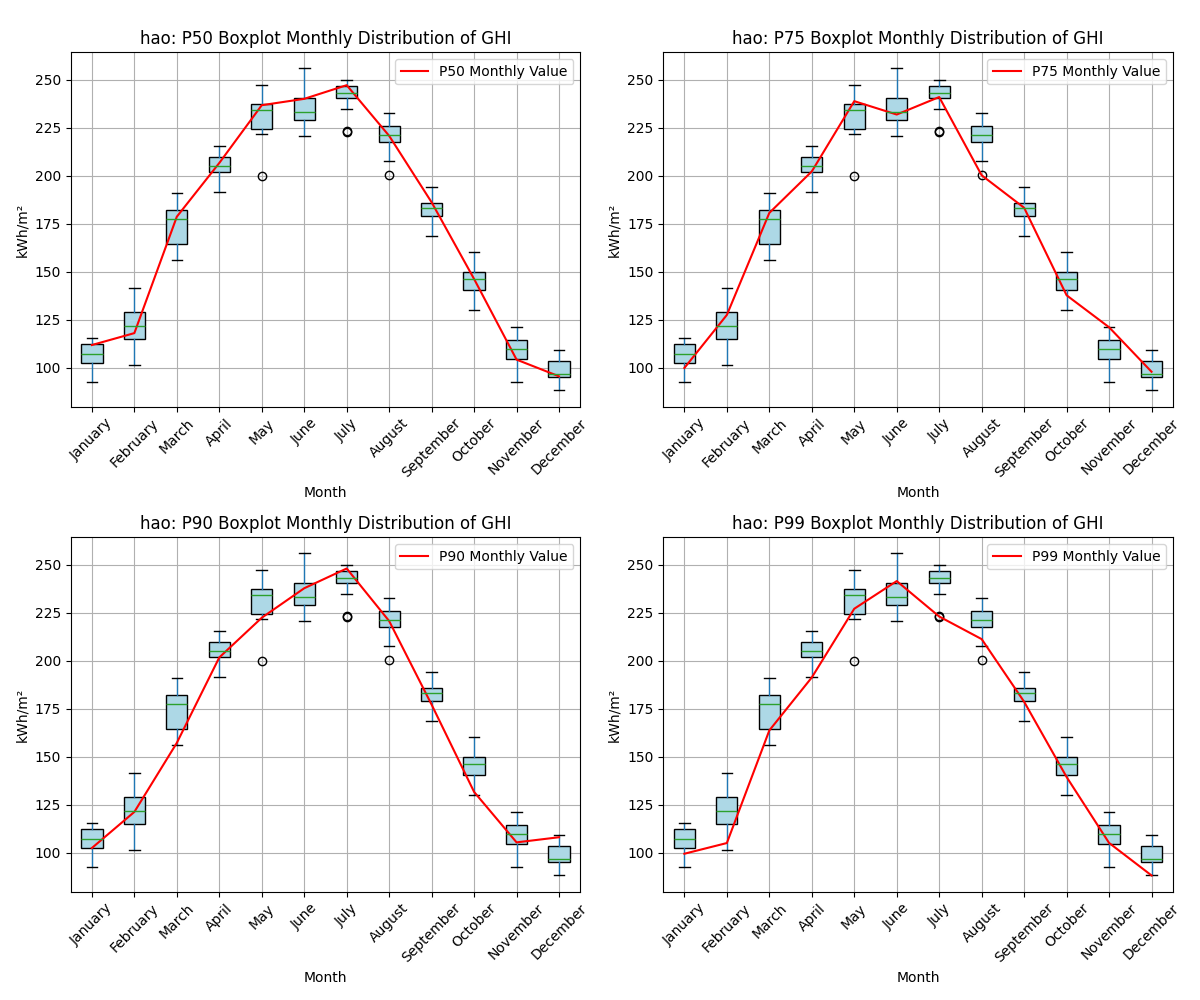 hao: P50 Boxplot Monthly Distribution of GHI
P50 Monthly Value
kWh/m²
250
225
200
175
150
125
100
January
February
March
April
May
June
July
August
September
October
November
December
Month
hao: P75 Boxplot Monthly Distribution of GHI
P75 Monthly Value
kWh/m²
250
225
200
175
150
125
100
January
February
March
April
May
June
July
August
September
October
November
December
Month
hao: P90 Boxplot Monthly Distribution of GHI
P90 Monthly Value
kWh/m²
250
225
200
175
150
125
100
January
February
March
April
May
June
July
August
September
October
November
December
Month
hao: P99 Boxplot Monthly Distribution of GHI
P99 Monthly Value
kWh/m²
250
225
200
175
150
125
100
January
February
March
April
May
June
July
August
September
October
November
December
Month